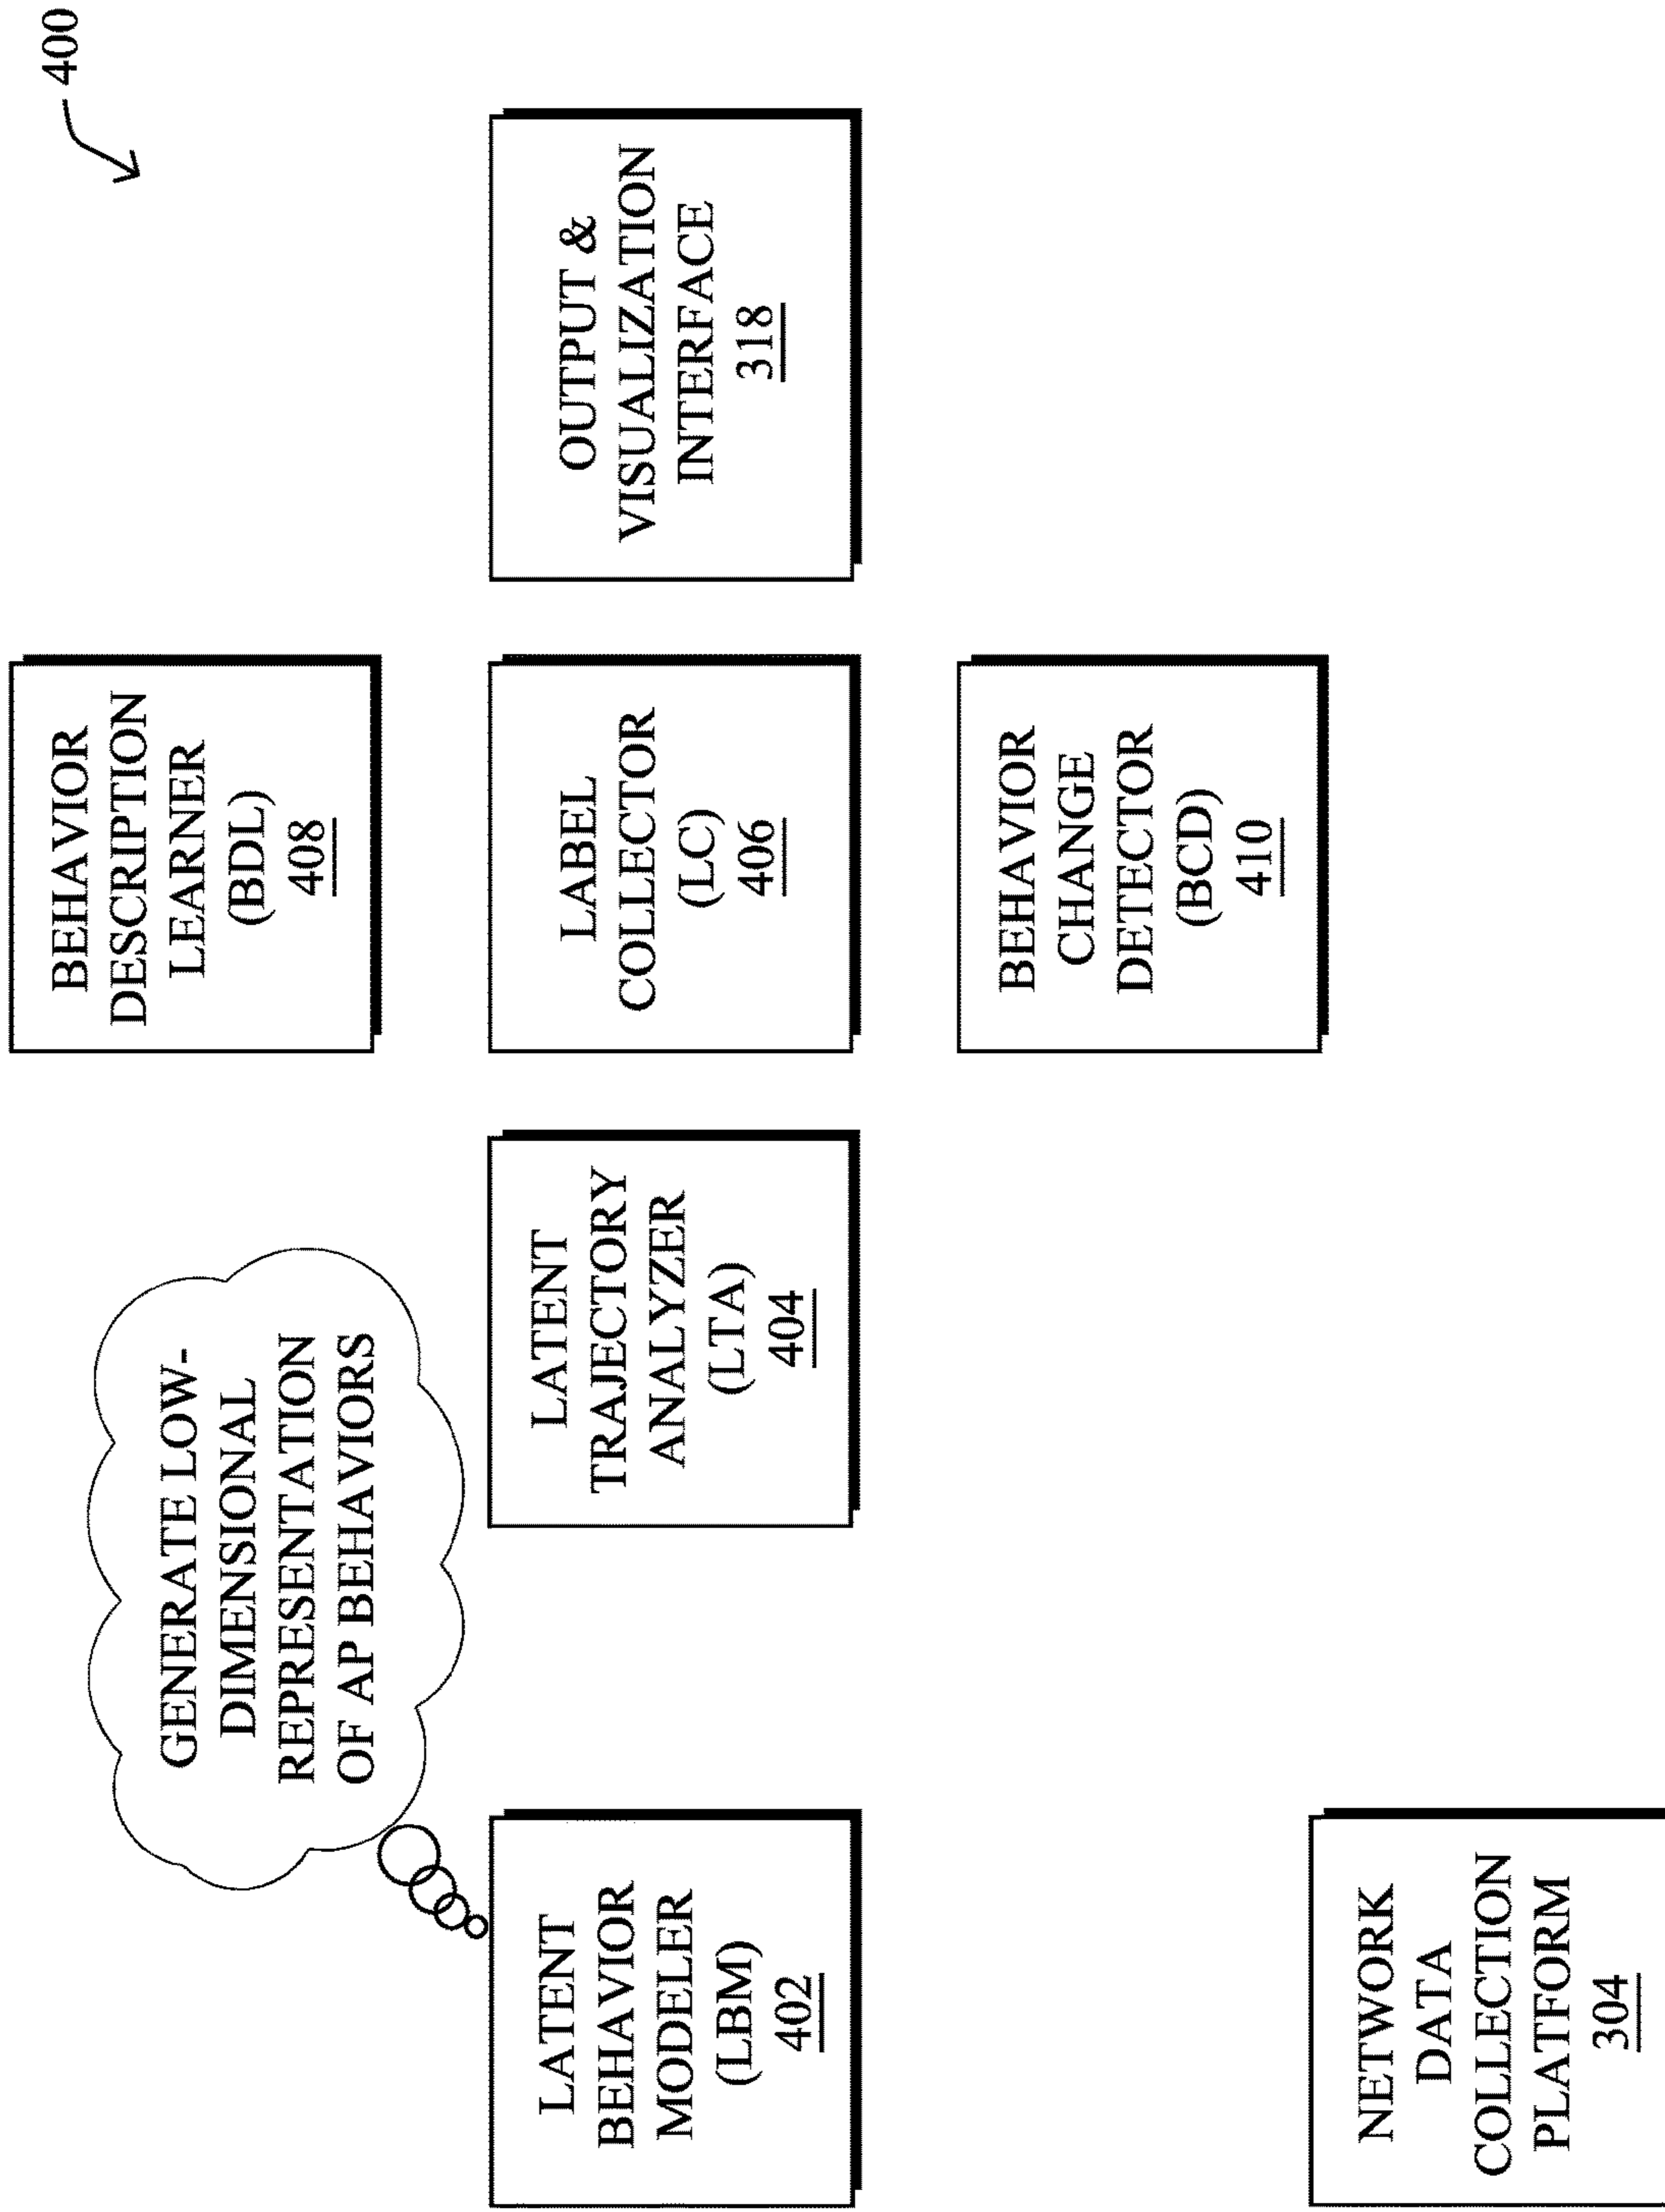 400
GENERATE LOW-
DIMENSIONAL
REPRESENTATION
OF AP BEHAVIORS
BEHAVIOR
DESCRIPTION
LEARNER
(BDL)
408
LATENT
BEHAVIOR
MODELER
(LBM)
402
LATENT
TRAJECTORY
ANALYZER
(LTA)
404
LABEL
COLLECTOR
(LC)
406
OUTPUT &
VISUALIZATION
INTERFACE
318
BEHAVIOR
CHANGE
DETECTOR
(BCD)
410
NETWORK
DATA
COLLECTION
PLATFORM
304